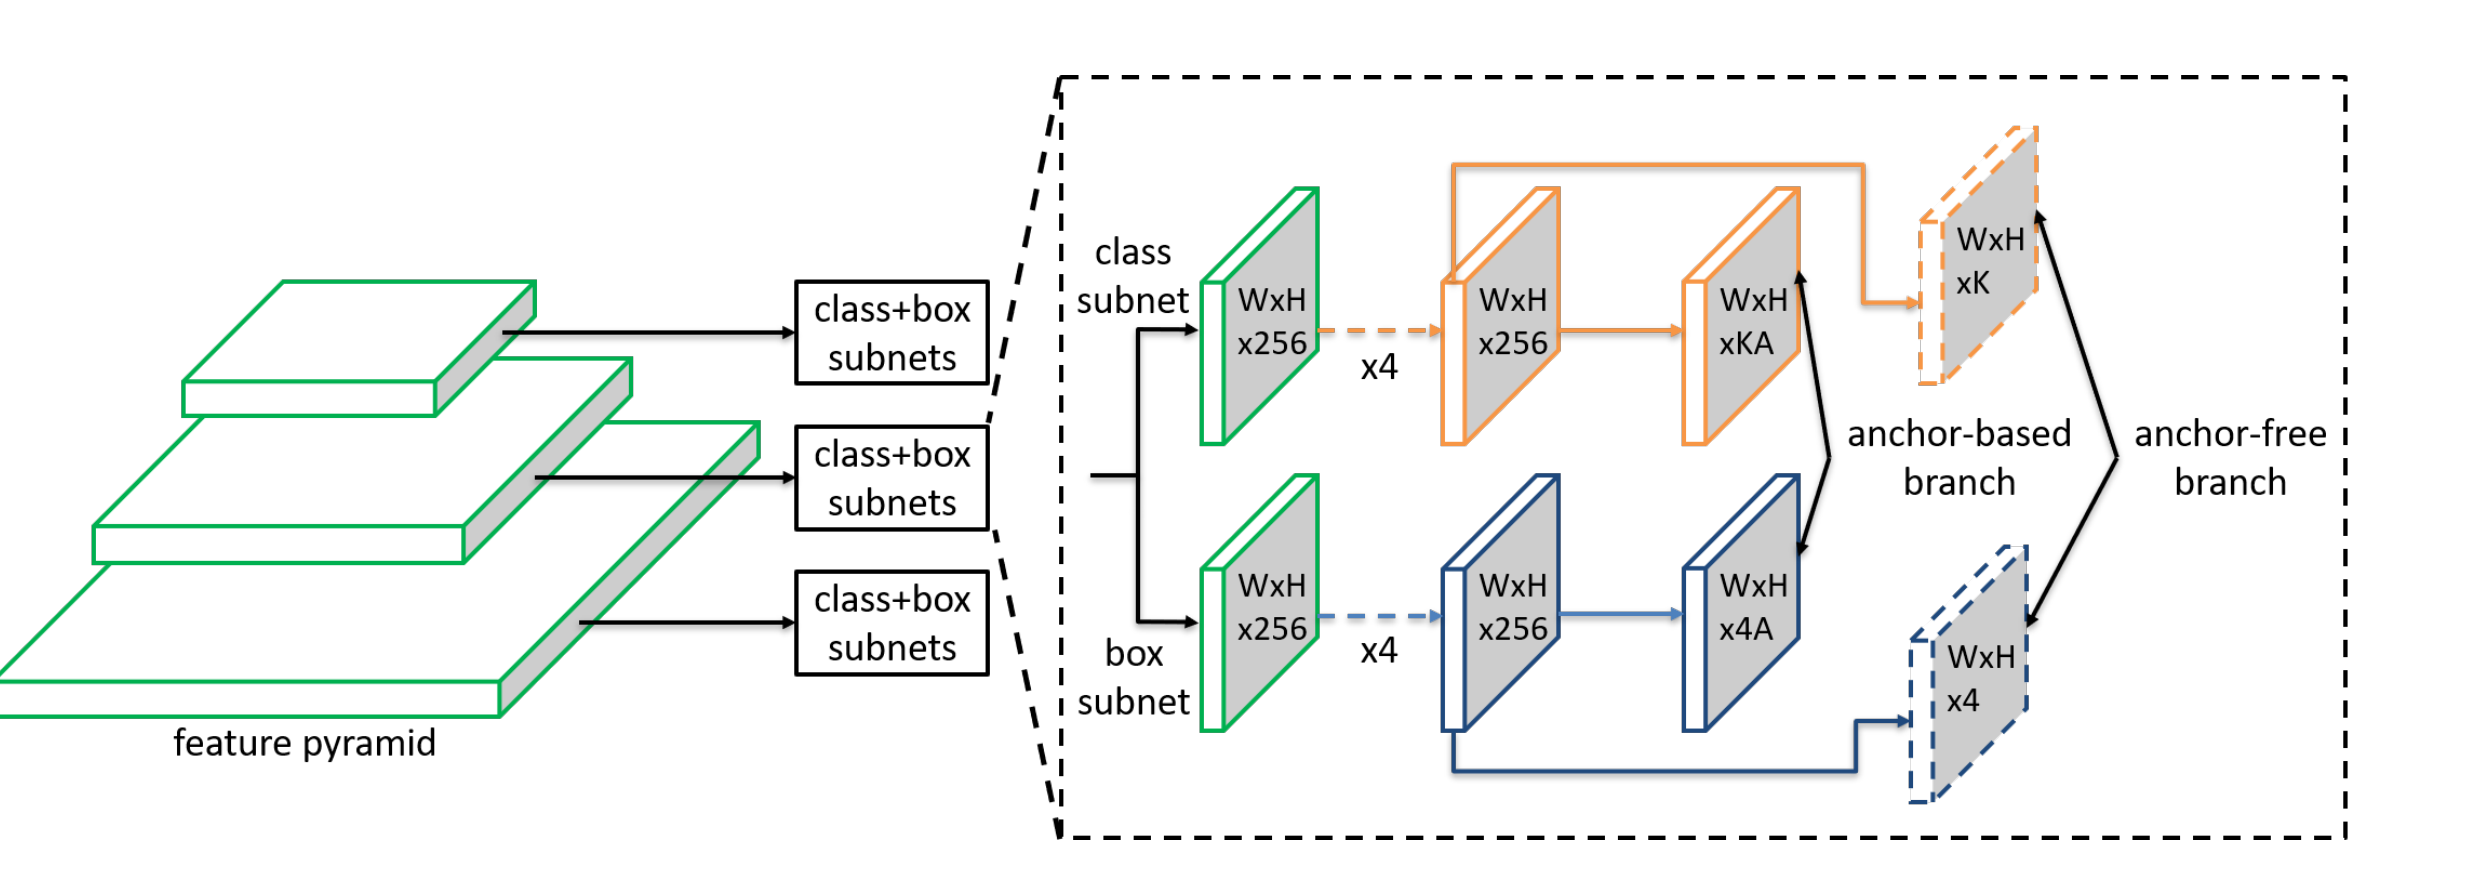 class+box
subnets
class+box
subnets
class+box
subnets
feature pyramid
class
subnet
WxH
x256
x4
WxH
x256
WxH
xKA
WxH
xK
anchor-based
branch
anchor-free
branch
box
subnet
WxH
x256
x4
WxH
x256
WxH
x4A
WxH
x4